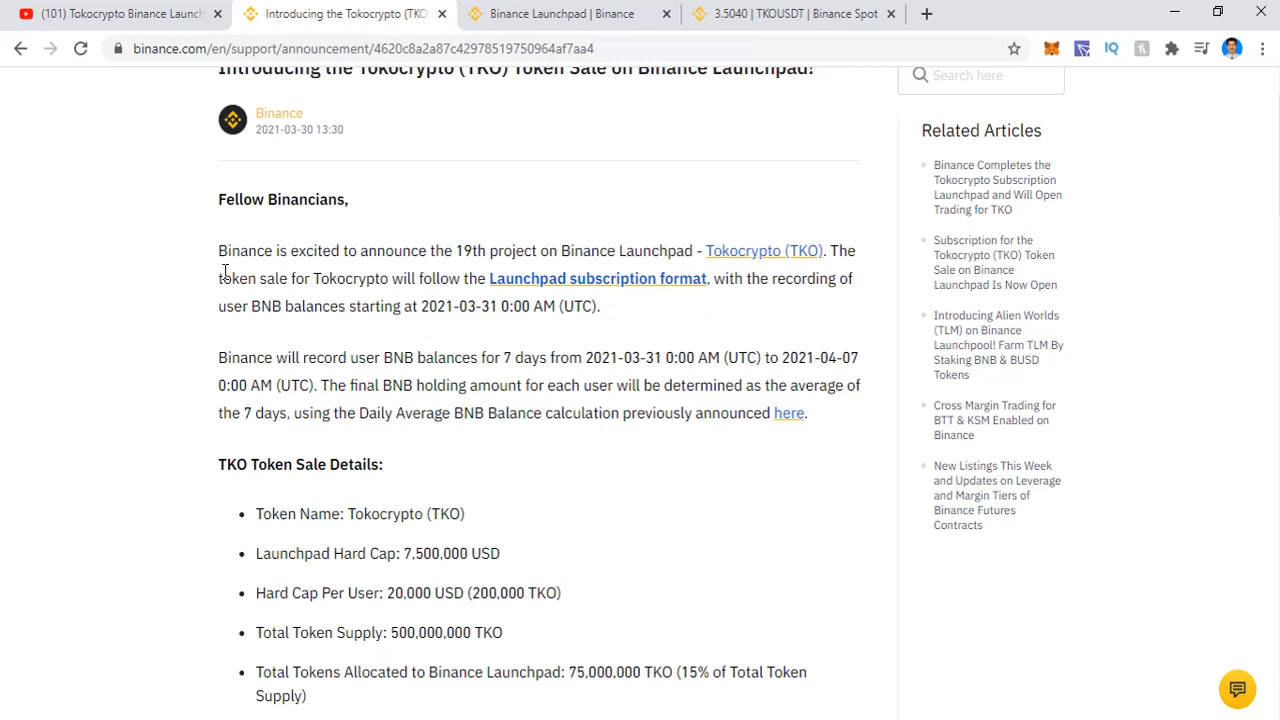 (101) Tokocrypto Binance Launch
Introducing the Tokocrypto (TKO
Binance Launchpad | Binance
3.5040 | TKOUSDT | Binance Spot
binance.com/en/support/announcement/4620c8a2a87c42978519750964af7aa4
Introducing the Tokocrypto (TKO) Token Sale on Binance Launchpad!
Binance
2021-03-30 13:30
Fellow Binancians,
Binance is excited to announce the 19th project on Binance Launchpad - Tokocrypto (TKO). The
token sale for Tokocrypto will follow the Launchpad subscription format, with the recording of
user BNB balances starting at 2021-03-31 0:00 AM (UTC).
Binance will record user BNB balances for 7 days from 2021-03-31 0:00 AM (UTC) to 2021-04-07
0:00 AM (UTC). The final BNB holding amount for each user will be determined as the average of
the 7 days, using the Daily Average BNB Balance calculation previously announced here.
TKO Token Sale Details:
• Token Name: Tokocrypto (TKO)
• Launchpad Hard Cap: 7,500,000 USD
• Hard Cap Per User: 20,000 USD (200,000 TKO)
• Total Token Supply: 500,000,000 TKO
• Total Tokens Allocated to Binance Launchpad: 75,000,000 TKO (15% of Total Token
Supply)
Search here
Related Articles
Binance Completes the
Tokocrypto Subscription
Launchpad and Will Open
Trading for TKO
Subscription for the
Tokocrypto (TKO) Token
Sale on Binance
Launchpad Is Now Open
Introducing Alien Worlds
(TLM) on Binance
Launchpool! Farm TLM By
Staking BNB & BUSD
Tokens
Cross Margin Trading for
BTT & KSM Enabled on
Binance
New Listings This Week
and Updates on Leverage
and Margin Tiers of
Binance Futures
Contracts